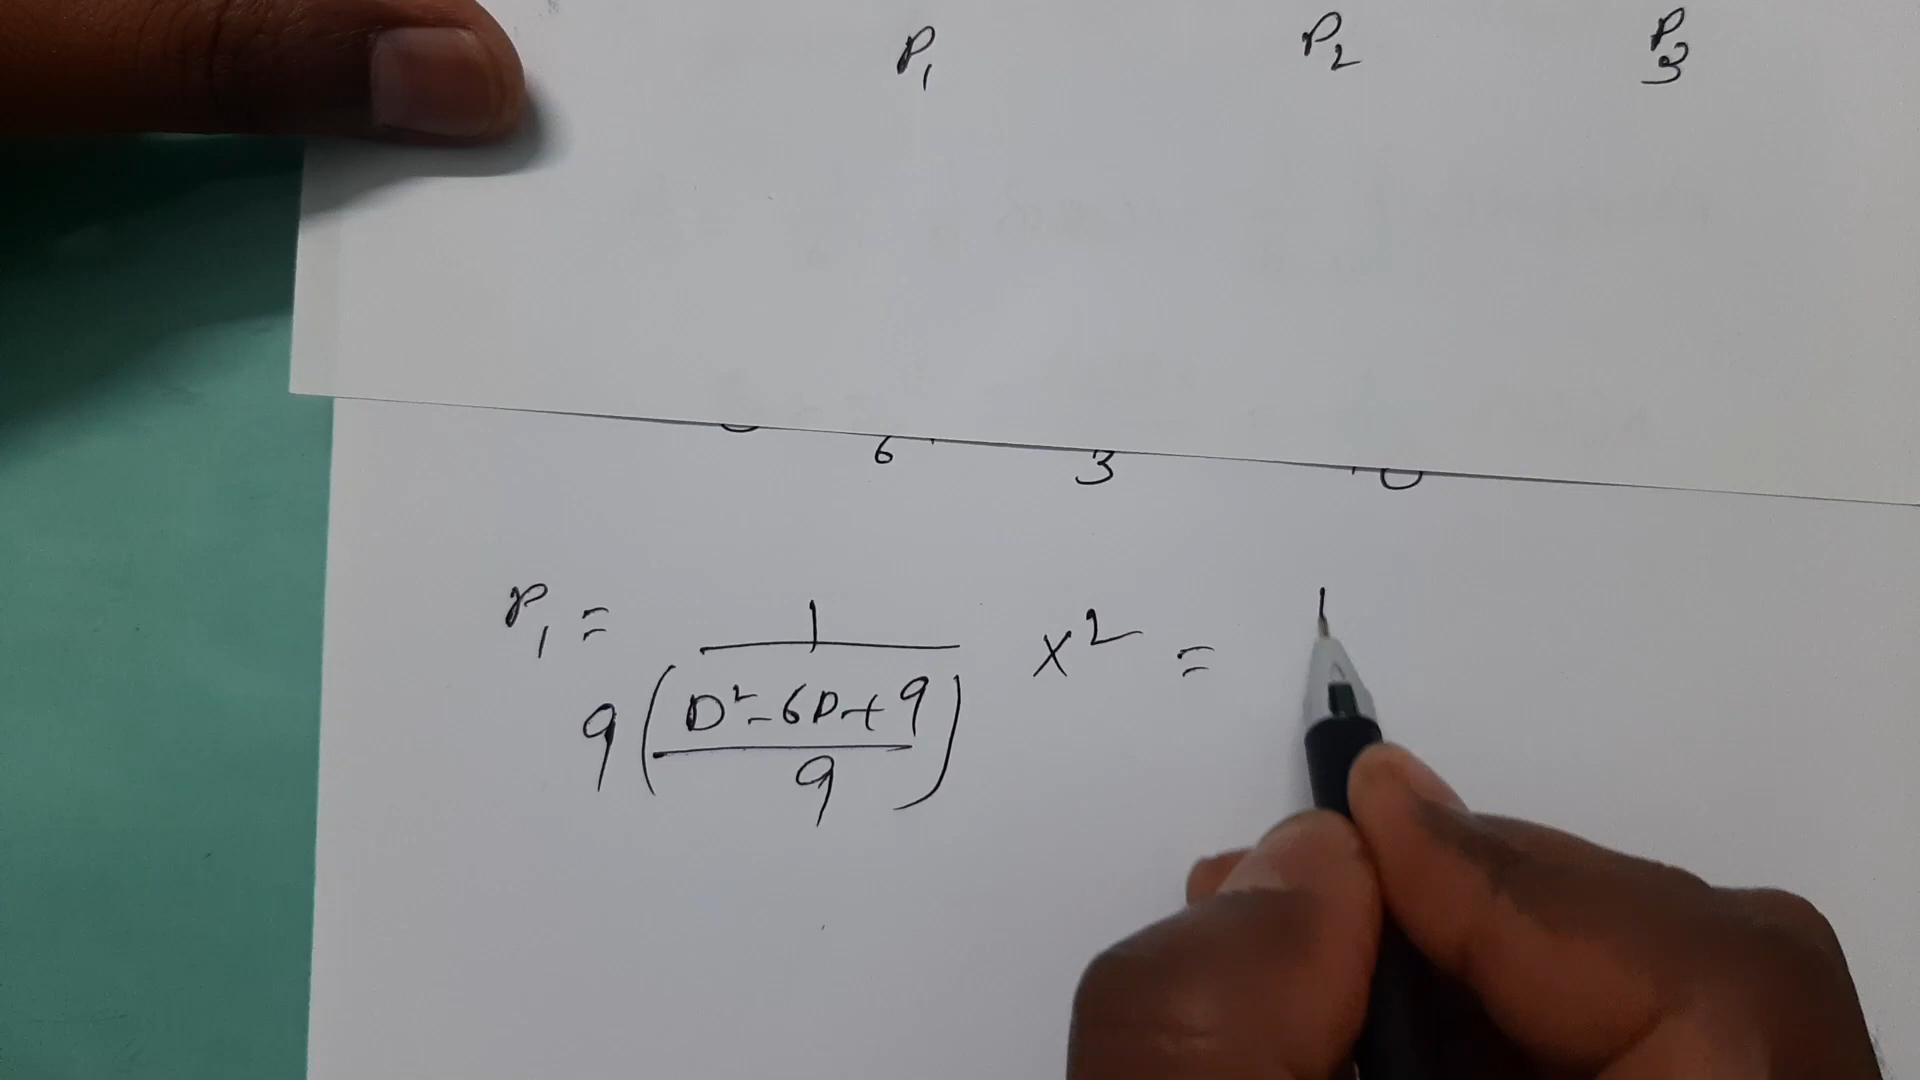 P₁ P₂ P₃
6 3
P₁ = 1 / 9((D² - 6D + 9) / 9) x² = 1